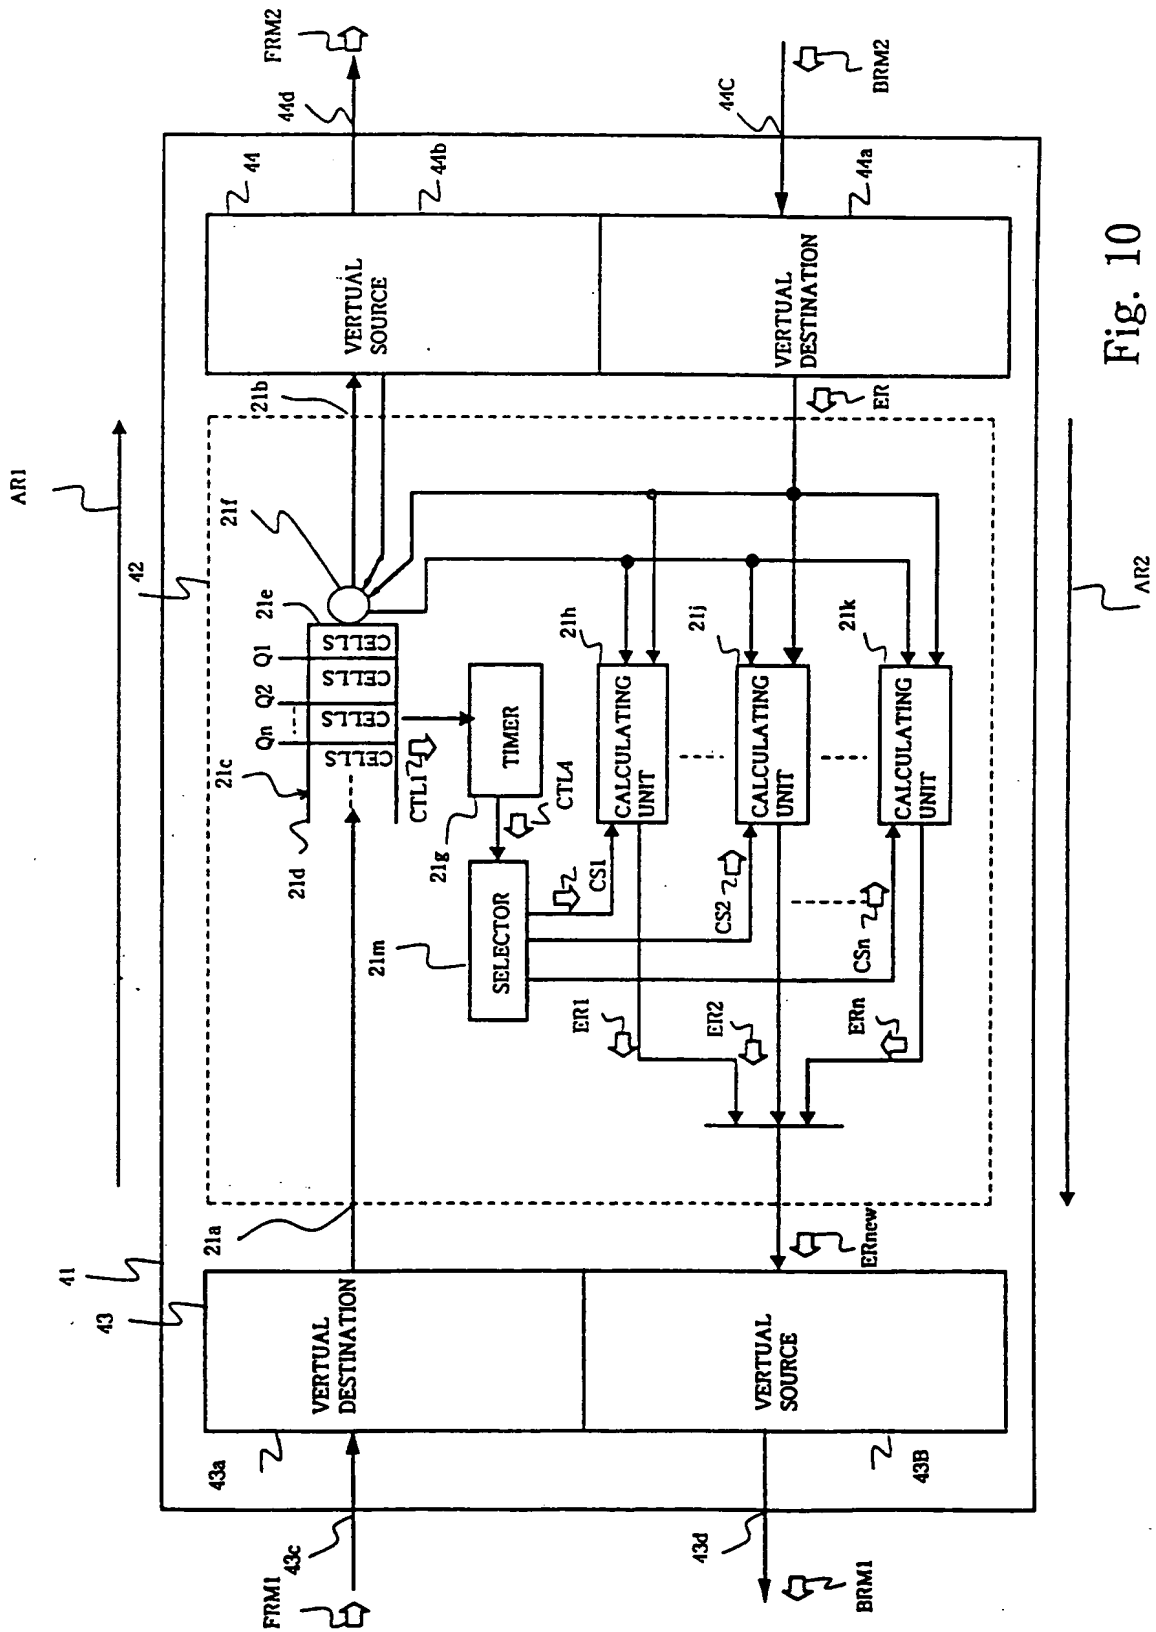 AR1
41
42
43
44
43a
VERTUAL
DESTINATION
VERTUAL
SOURCE
43B
FRM1
43c
43d
BRM1
21a
21d
21c
Qn
Q2
Q1
21e
21f
21b
CELLS
CELLS
CELLS
CELLS
CTL1
TIMER
21g
CTL4
SELECTOR
21m
CS1
CS2
CSn
21h
CALCULATING
UNIT
21j
CALCULATING
UNIT
21k
CALCULATING
UNIT
ER1
ER2
ERn
ERnew
ER
VERTUAL
SOURCE
44b
VERTUAL
DESTINATION
44a
44d
FRM2
44C
BRM2
AR2
Fig. 10